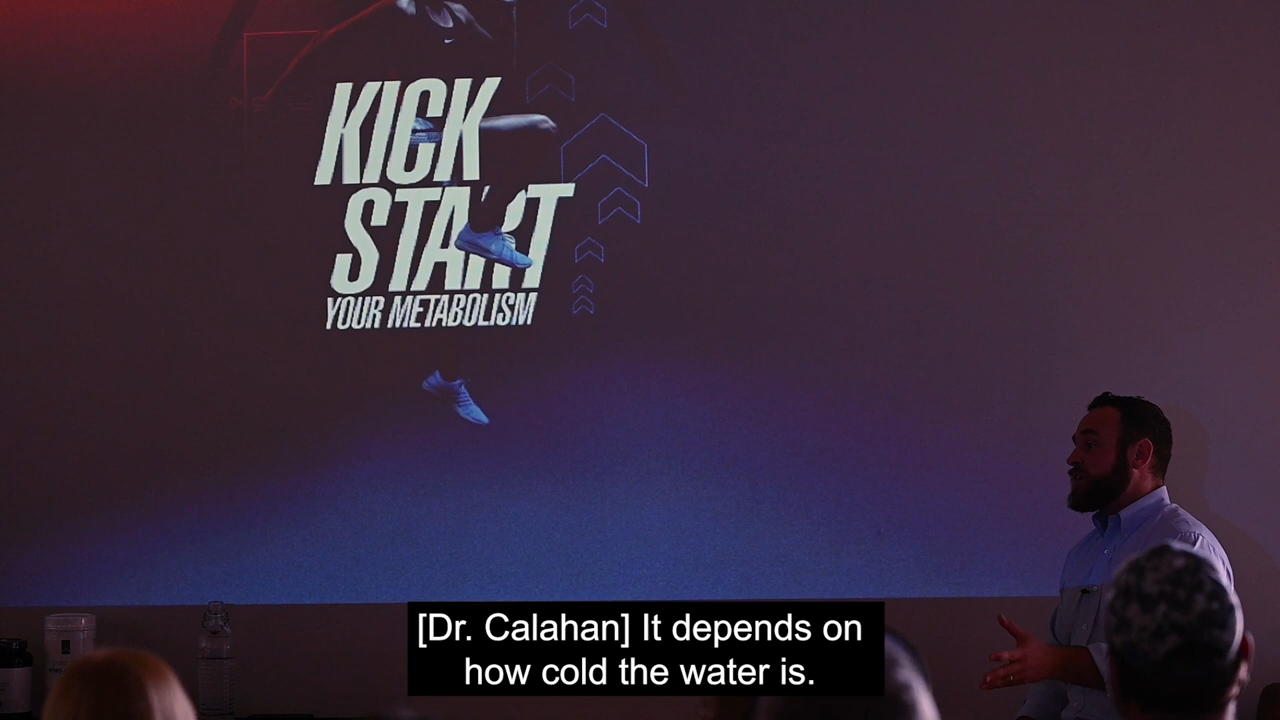 KICK
START
YOUR METABOLISM
[Dr. Calahan] It depends on
how cold the water is.